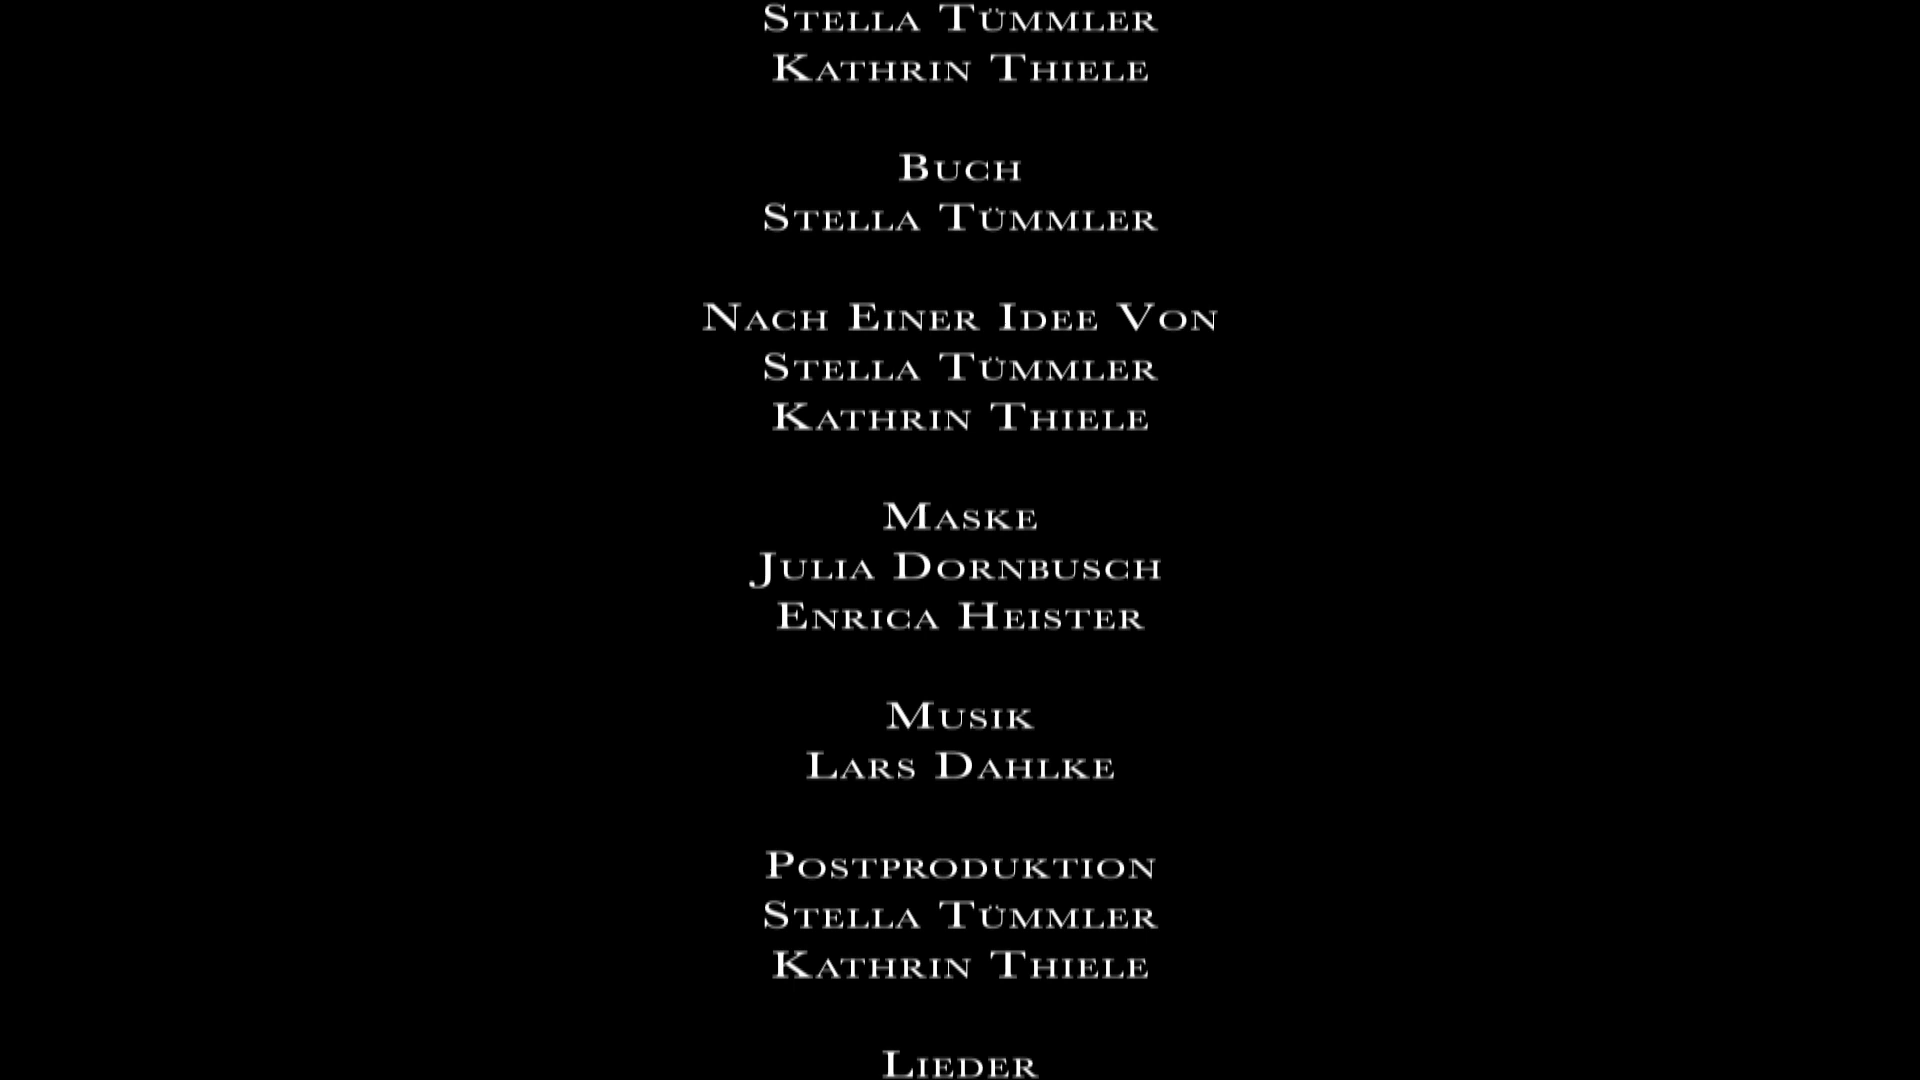 Stella Tümmler
Kathrin Thiele
Buch
Stella Tümmler
Nach Einer Idee Von
Stella Tümmler
Kathrin Thiele
Maske
Julia Dornbusch
Enrica Heister
Musik
Lars Dahlke
Postproduktion
Stella Tümmler
Kathrin Thiele
Lieder